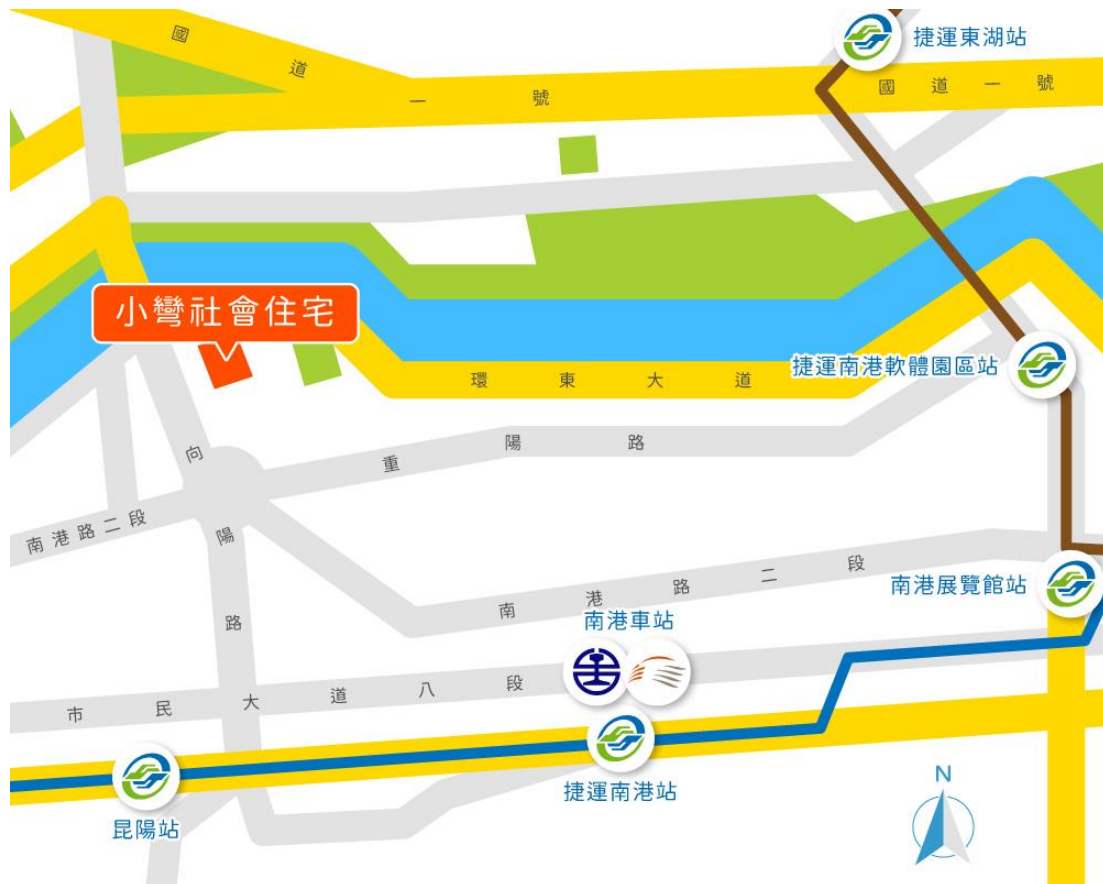 捷運東湖站
國道一號
國道一號
小彎社會住宅
捷運南港軟體園區站
環東大道
重陽路
向陽路
南港路二段
南港路二段
南港展覽館站
南港車站
市民大道八段
捷運南港站
昆陽站
N